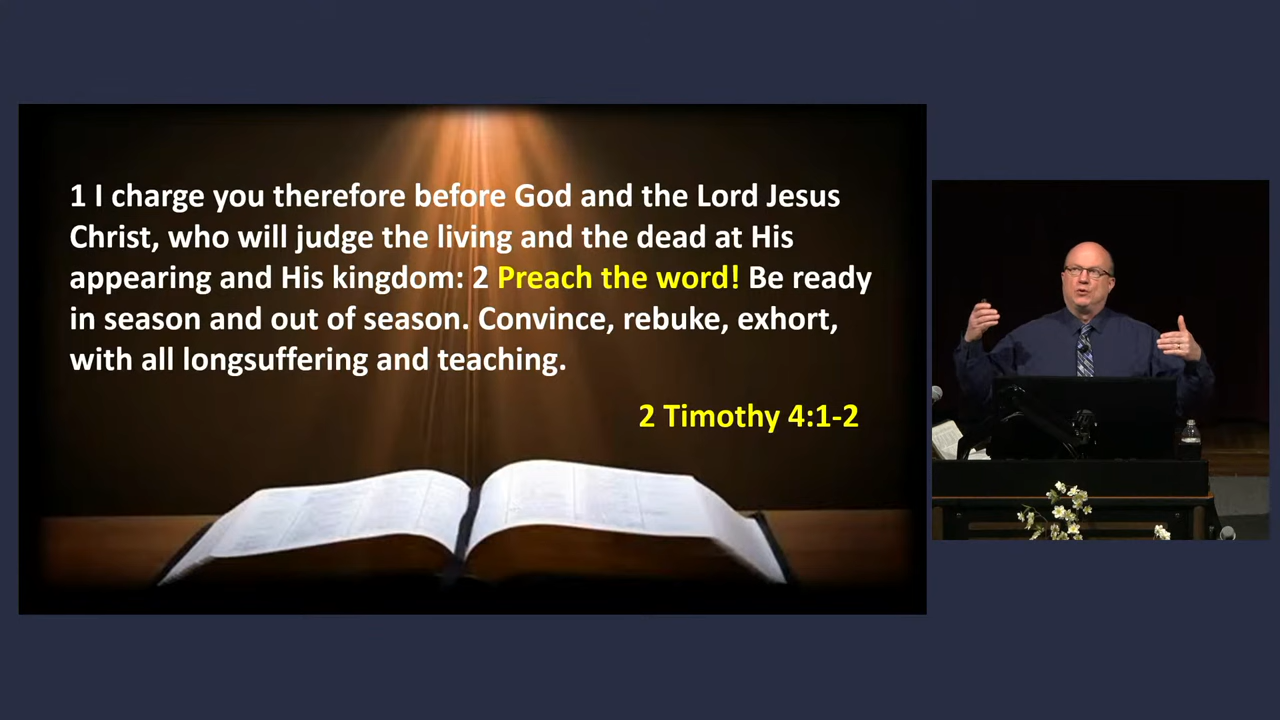 1 I charge you therefore before God and the Lord Jesus
Christ, who will judge the living and the dead at His
appearing and His kingdom: 2 Preach the word! Be ready
in season and out of season. Convince, rebuke, exhort,
with all longsuffering and teaching.
2 Timothy 4:1-2